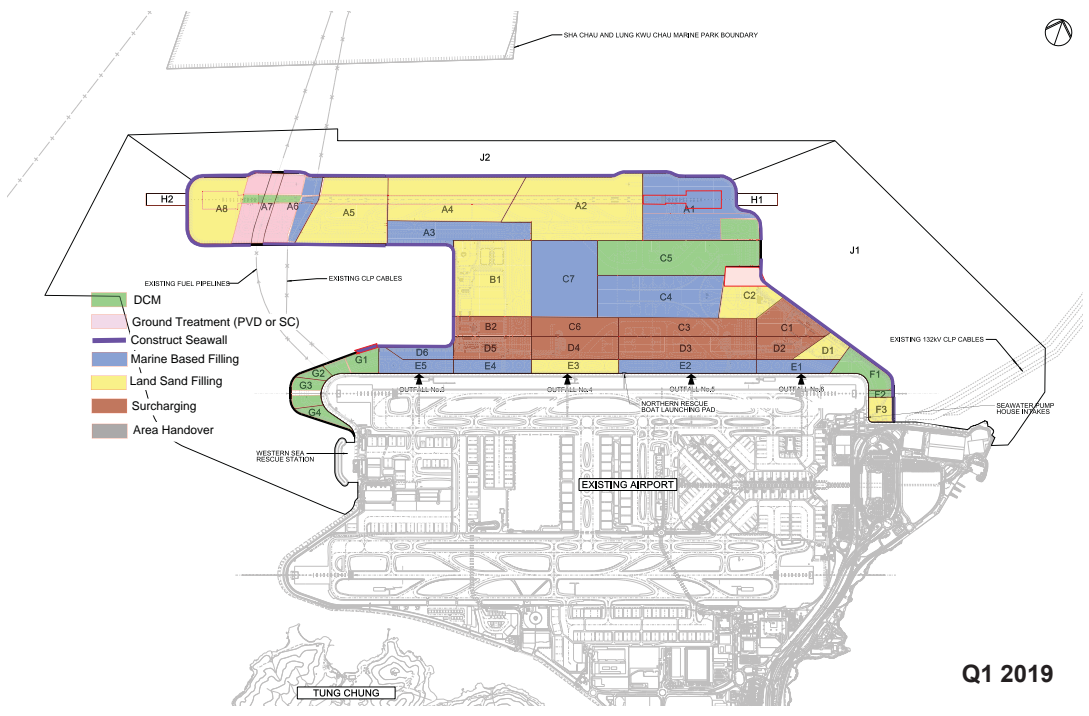 SHA CHAU AND LUNG KWU CHAU MARINE PARK BOUNDARY
J2
H2
H1
A8
A7
A6
A5
A4
A2
A1
A3
J1
C5
B1
C7
C4
C2
EXISTING FUEL PIPELINES
EXISTING CLP CABLES
DCM
Ground Treatment (PVD or SC)
Construct Seawall
Marine Based Filling
Land Sand Filling
Surcharging
Area Handover
B2
C6
C3
C1
D6
D5
D4
D3
D2
D1
EXISTING 132kV CLP CABLES
G1
E5
E4
E3
E2
E1
G2
F1
G3
OUTFALL No.3
OUTFALL No.4
OUTFALL No.5
OUTFALL No.6
F2
G4
NORTHERN RESCUE
BOAT LAUNCHING PAD
F3
SEAWATER PUMP
HOUSE INTAKES
WESTERN SEA
RESCUE STATION
EXISTING AIRPORT
Q1 2019
TUNG CHUNG